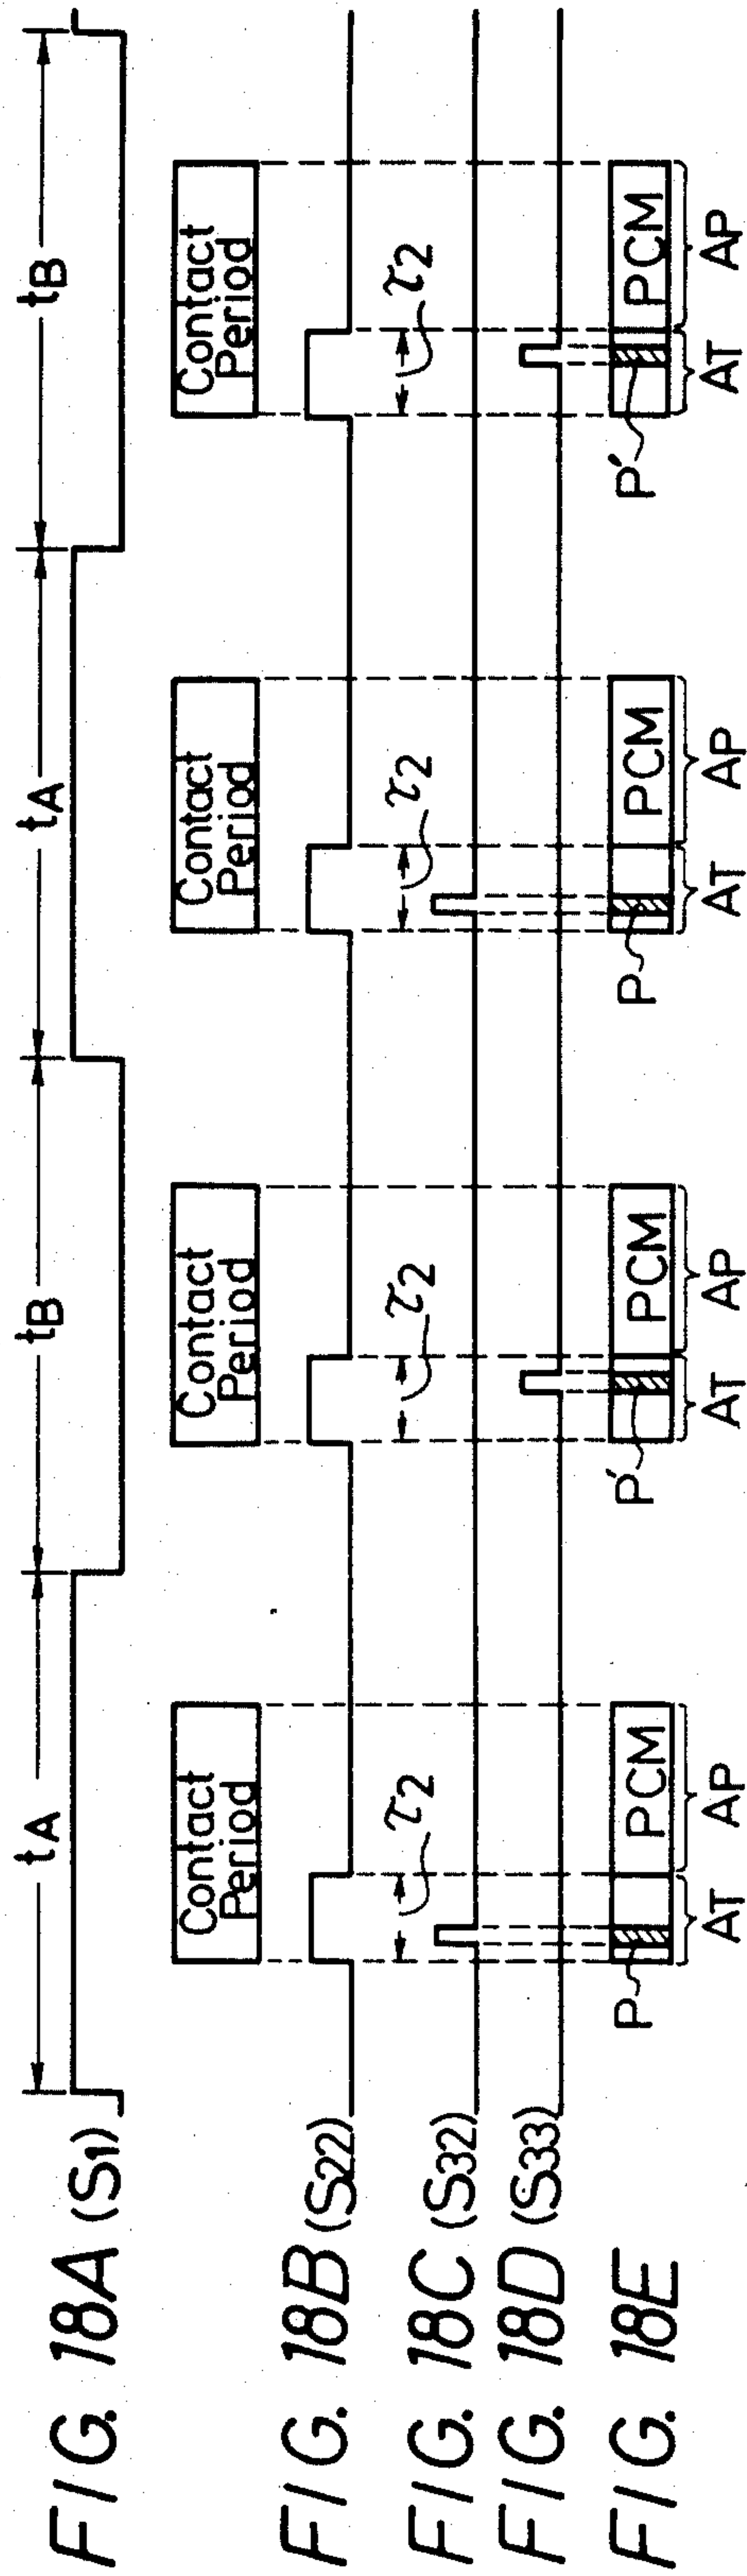 FIG. 18A (S1) tA tB tA tB
Contact Period Contact Period Contact Period Contact Period
FIG. 18B (S22)
τ2 τ2 τ2 τ2
FIG. 18C (S32)
FIG. 18D (S33)
FIG. 18E PCM PCM PCM PCM
P AT AP P' AT AP P AT AP P' AT AP